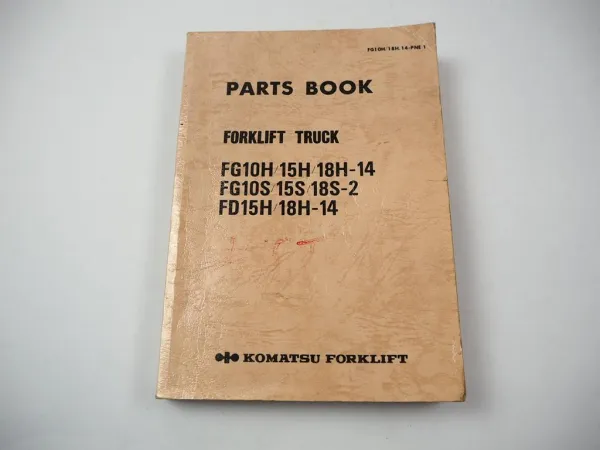 FG10H/18H-14-PNE 1
PARTS BOOK
FORKLIFT TRUCK
FG10H/15H/18H-14
FG10S/15S/18S-2
FD15H/18H-14
KOMATSU FORKLIFT